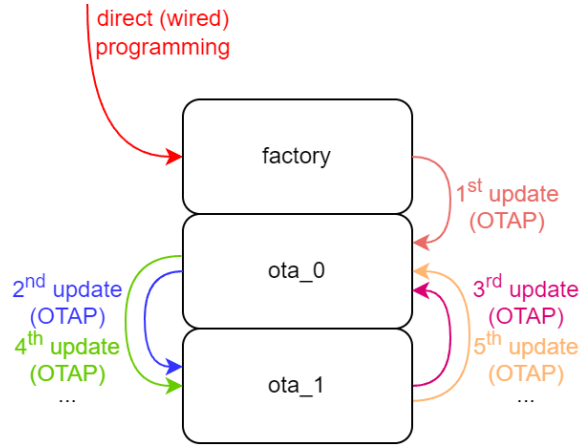 direct (wired)
programming
factory
1st update
(OTAP)
ota_0
2nd update
(OTAP)
4th update
(OTAP)
...
3rd update
(OTAP)
5th update
(OTAP)
...
ota_1